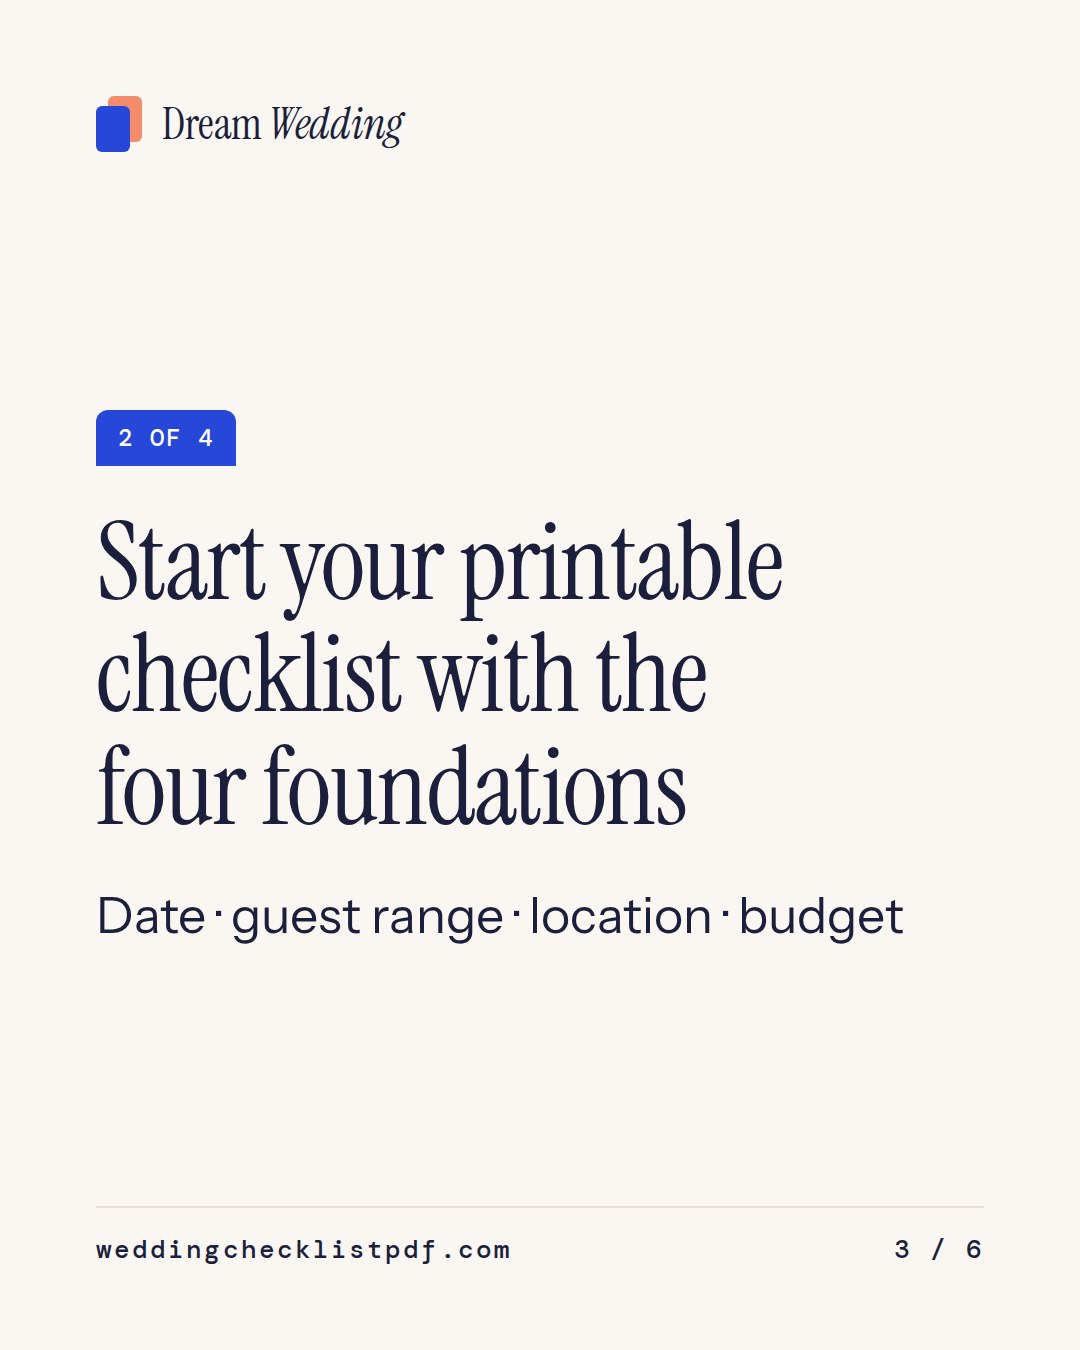 Dream Wedding
2 OF 4
Start your printable
checklist with the
four foundations
Date · guest range · location · budget
weddingchecklistpdf.com
3 / 6